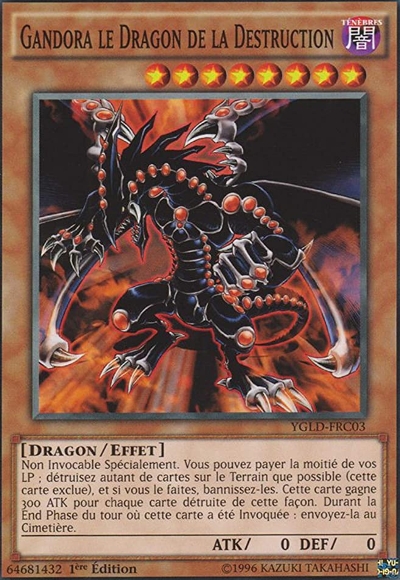 Gandora le Dragon de la Destruction
TÉNÈBRES
闇
YGLD-FRC03
[Dragon/Effet]
Non Invocable Spécialement. Vous pouvez payer la moitié de vos
LP ; détruisez autant de cartes sur le Terrain que possible (cette
carte exclue), et si vous le faites, bannissez-les. Cette carte gagne
300 ATK pour chaque carte détruite de cette façon. Durant la
End Phase du tour où cette carte a été Invoquée : envoyez-la au
Cimetière.
ATK/ 0 DEF/ 0
64681432 1ère Édition ©1996 KAZUKI TAKAHASHI